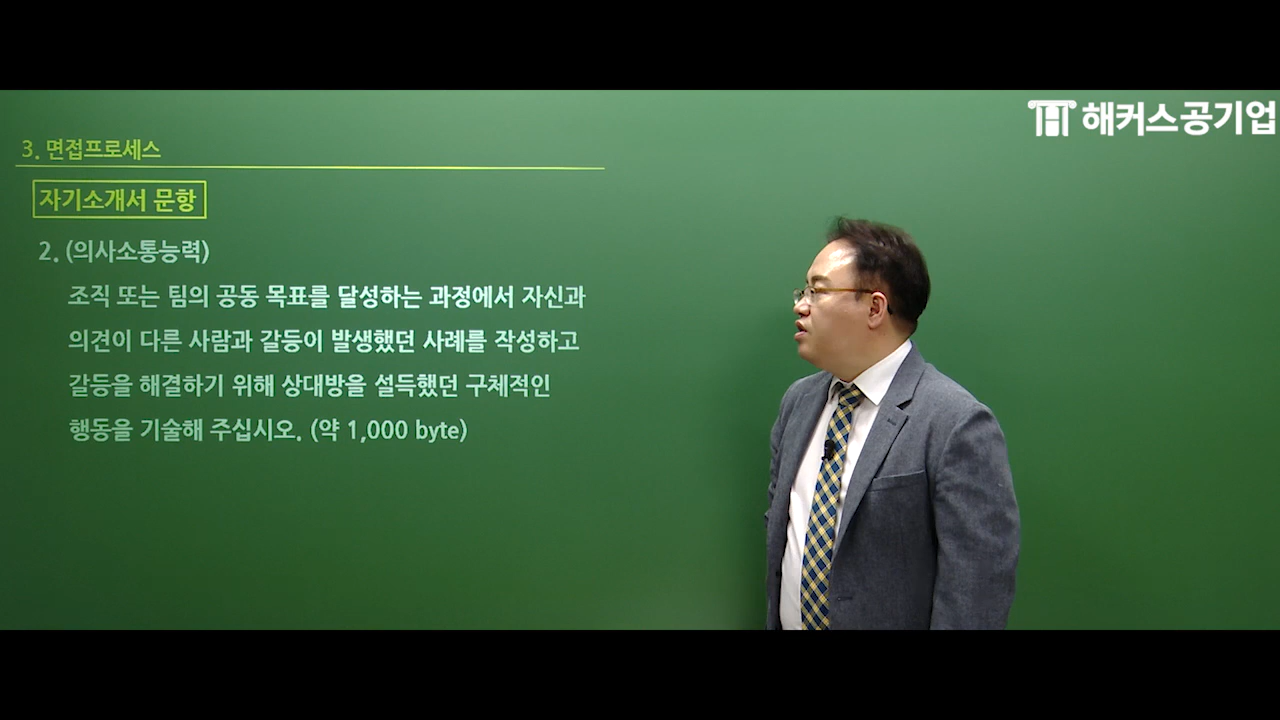 해커스공기업
3. 면접프로세스
자기소개서 문항
2. (의사소통능력)
조직 또는 팀의 공동 목표를 달성하는 과정에서 자신과
의견이 다른 사람과 갈등이 발생했던 사례를 작성하고
갈등을 해결하기 위해 상대방을 설득했던 구체적인
행동을 기술해 주십시오. (약 1,000 byte)